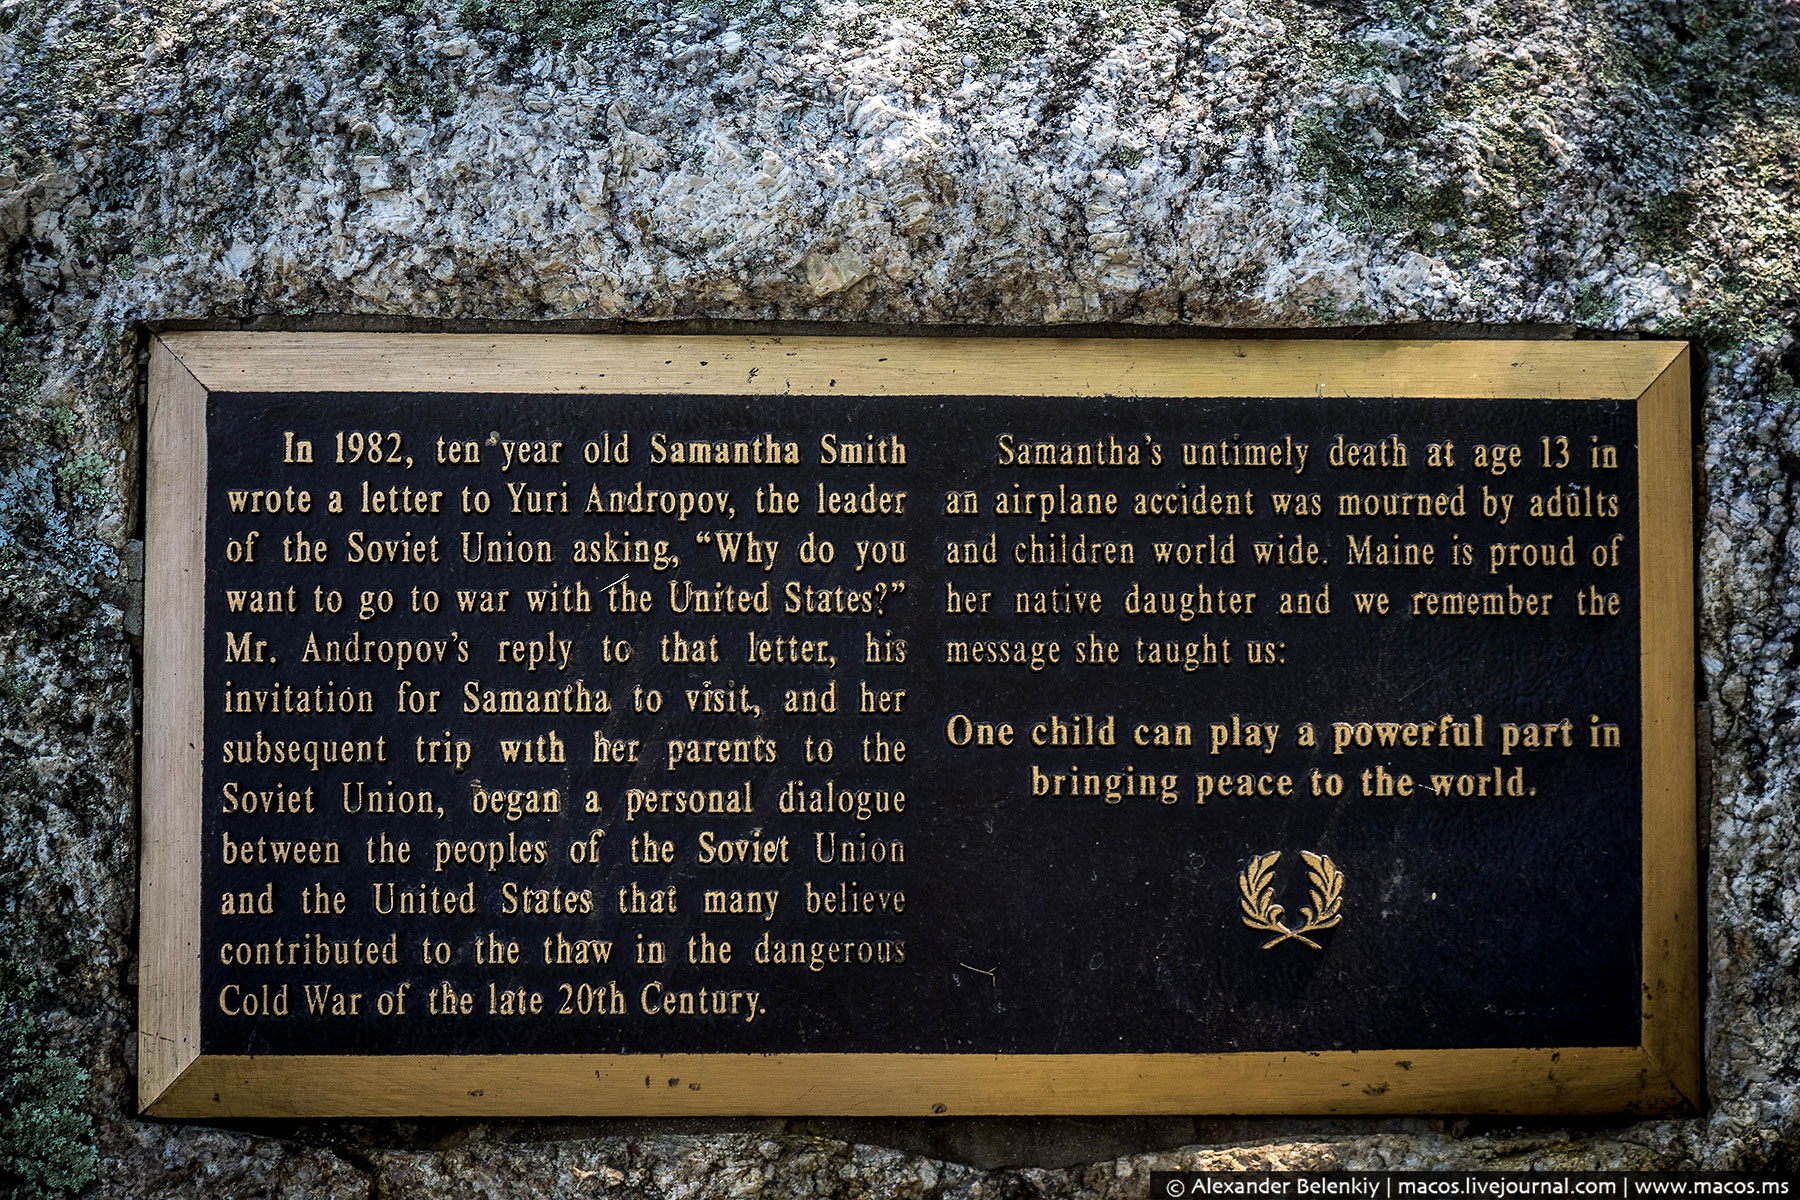 In 1982, ten year old Samantha Smith
wrote a letter to Yuri Andropov, the leader
of the Soviet Union asking, “Why do you
want to go to war with the United States?”
Mr. Andropov’s reply to that letter, his
invitation for Samantha to visit, and her
subsequent trip with her parents to the
Soviet Union, began a personal dialogue
between the peoples of the Soviet Union
and the United States that many believe
contributed to the thaw in the dangerous
Cold War of the late 20th Century.
Samantha’s untimely death at age 13 in
an airplane accident was mourned by adults
and children world wide. Maine is proud of
her native daughter and we remember the
message she taught us:
One child can play a powerful part in
bringing peace to the world.
© Alexander Belenkiy | macos.livejournal.com | www.macos.ms